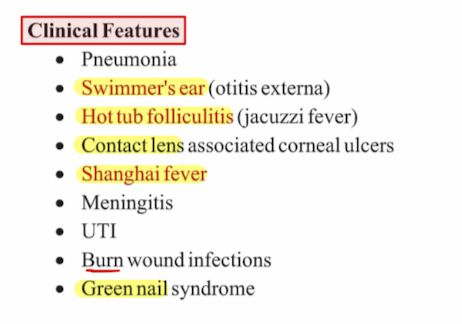 Clinical Features
• Pneumonia
• Swimmer's ear (otitis externa)
• Hot tub folliculitis (jacuzzi fever)
• Contact lens associated corneal ulcers
• Shanghai fever
• Meningitis
• UTI
• Burn wound infections
• Green nail syndrome